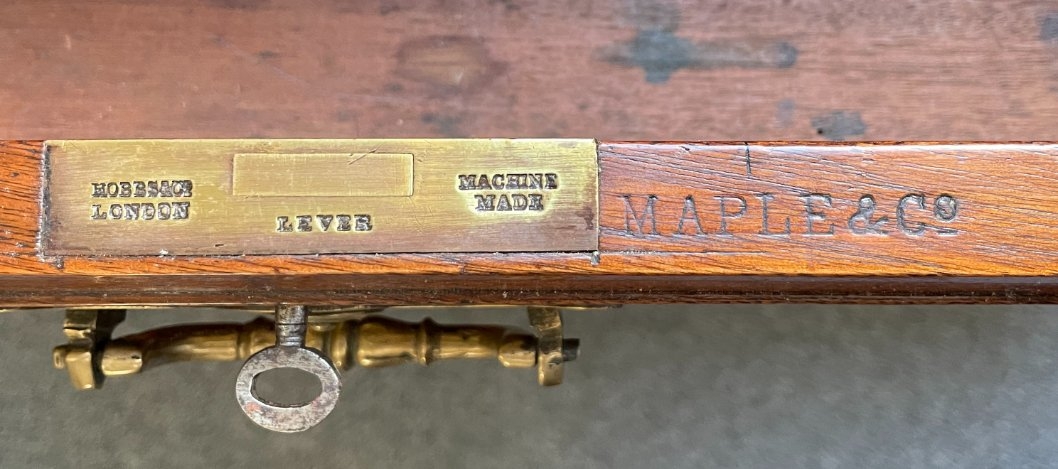 HOBBS&Co
LONDON
LEVER
MACHINE
MADE
MAPLE & Co